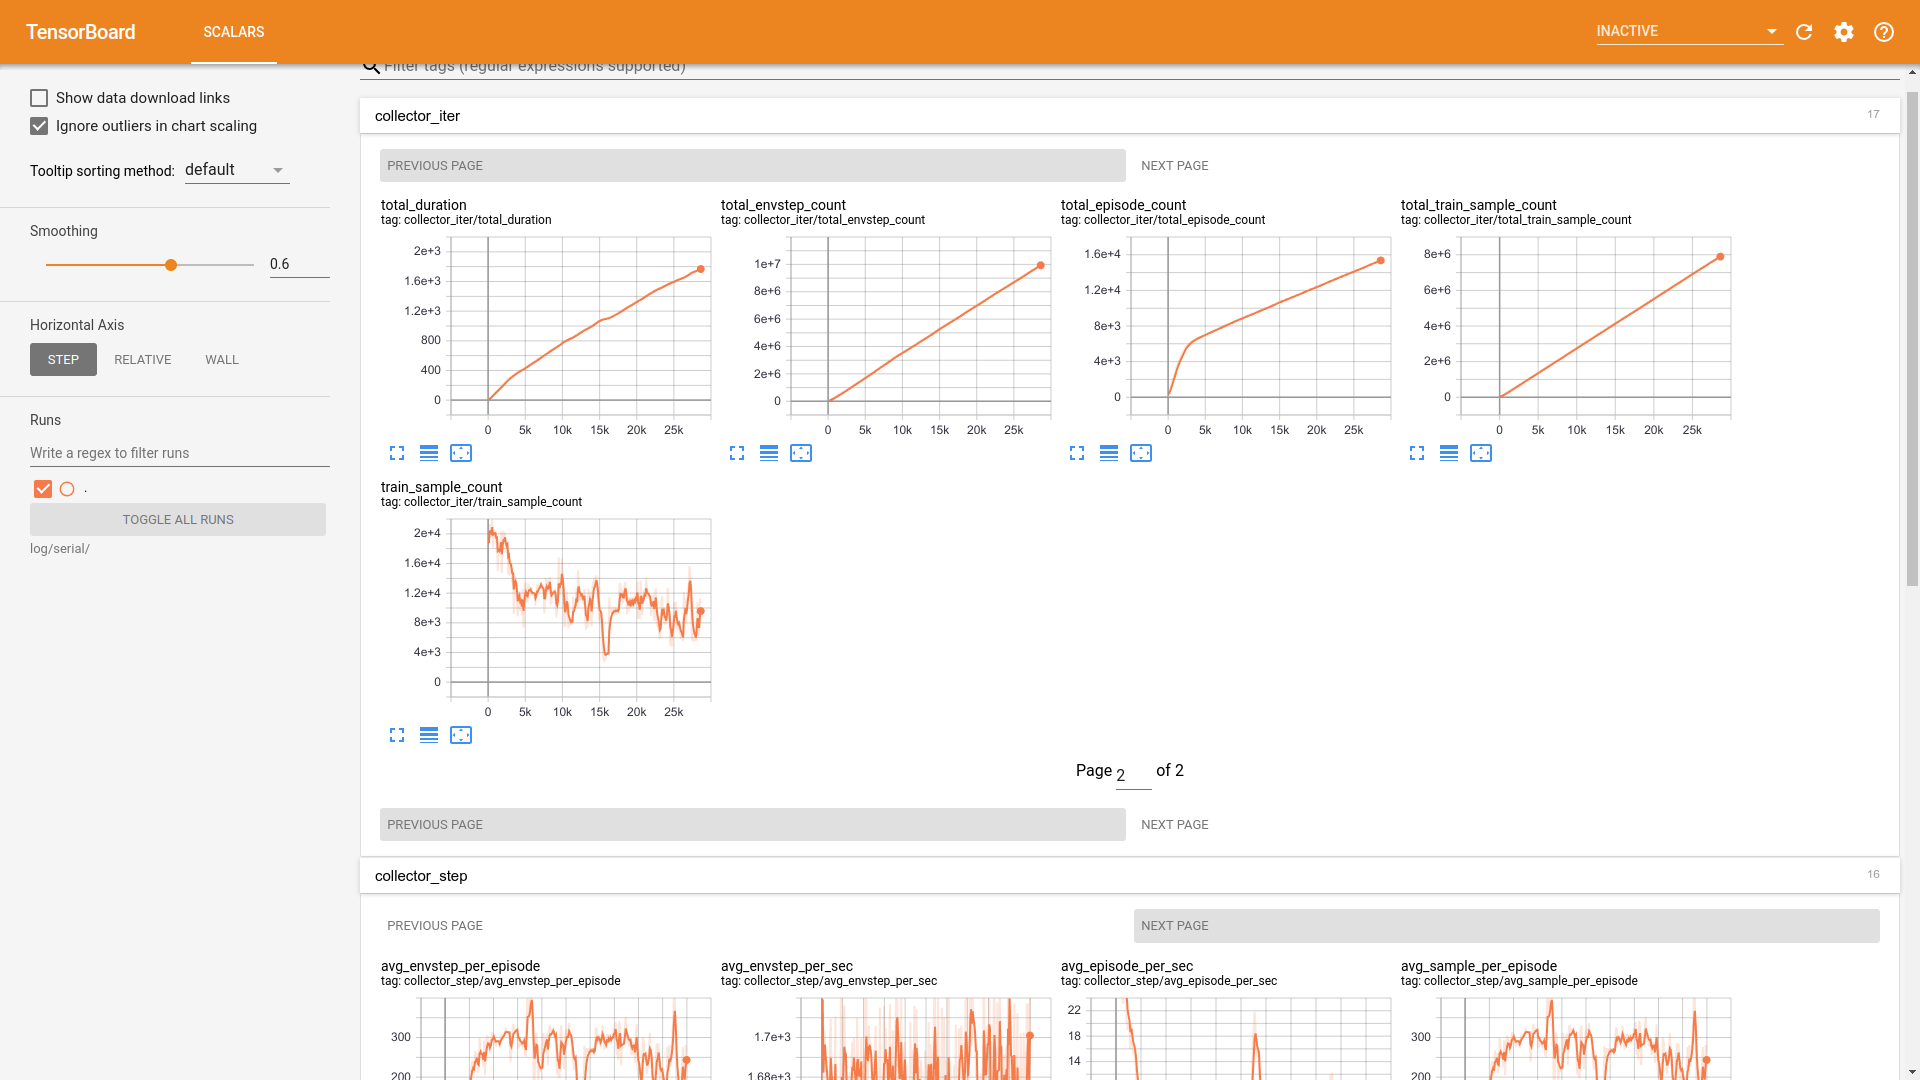 TensorBoard
SCALARS
INACTIVE
Show data download links
Ignore outliers in chart scaling
Tooltip sorting method: default
Smoothing
0.6
Horizontal Axis
STEP RELATIVE WALL
Runs
Write a regex to filter runs
.
TOGGLE ALL RUNS
log/serial/
Filter tags (regular expressions supported)
collector_iter
17
PREVIOUS PAGE
NEXT PAGE
total_duration
tag: collector_iter/total_duration
2e+3
1.6e+3
1.2e+3
800
400
0
0 5k 10k 15k 20k 25k
total_envstep_count
tag: collector_iter/total_envstep_count
1e+7
8e+6
6e+6
4e+6
2e+6
0
0 5k 10k 15k 20k 25k
total_episode_count
tag: collector_iter/total_episode_count
1.6e+4
1.2e+4
8e+3
4e+3
0
0 5k 10k 15k 20k 25k
total_train_sample_count
tag: collector_iter/total_train_sample_count
8e+6
6e+6
4e+6
2e+6
0
0 5k 10k 15k 20k 25k
train_sample_count
tag: collector_iter/train_sample_count
2e+4
1.6e+4
1.2e+4
8e+3
4e+3
0
0 5k 10k 15k 20k 25k
Page 2 of 2
PREVIOUS PAGE
NEXT PAGE
collector_step
16
PREVIOUS PAGE
NEXT PAGE
avg_envstep_per_episode
tag: collector_step/avg_envstep_per_episode
300
200
avg_envstep_per_sec
tag: collector_step/avg_envstep_per_sec
1.7e+3
1.68e+3
avg_episode_per_sec
tag: collector_step/avg_episode_per_sec
22
18
14
avg_sample_per_episode
tag: collector_step/avg_sample_per_episode
300
200